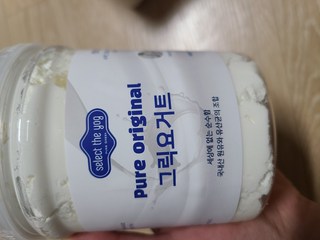 select the yog
Pure original
그릭요거트
세상에 없는 순수함
국내산 원유와 유산균의 조합